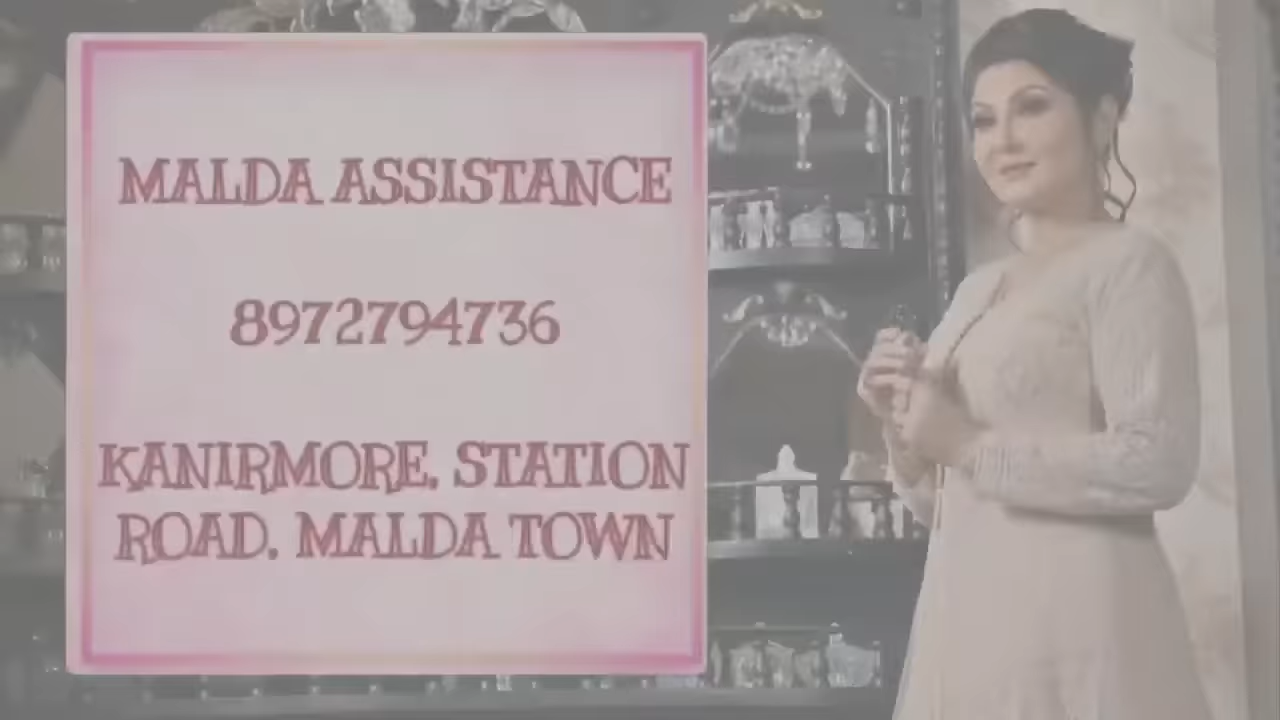 MALDA ASSISTANCE
8972794736
KANIRMORE, STATION
ROAD, MALDA TOWN